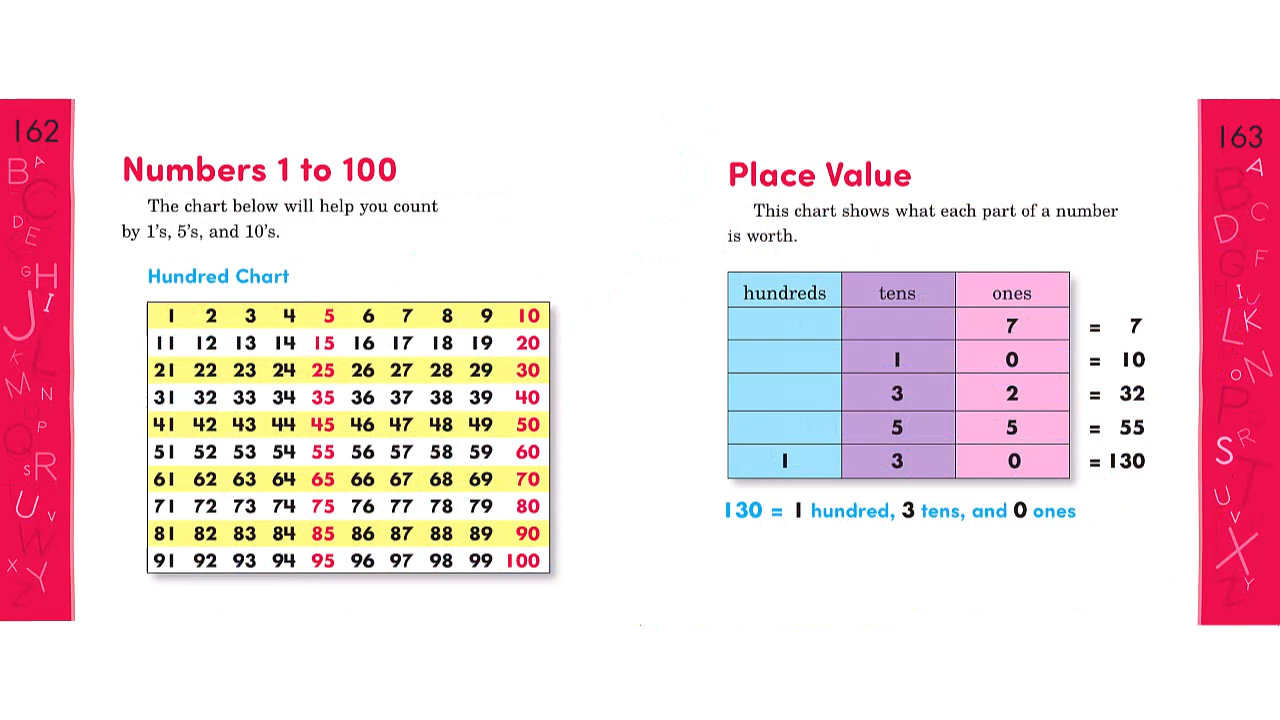 162
Numbers 1 to 100
The chart below will help you count
by 1's, 5's, and 10's.
Hundred Chart
1 2 3 4 5 6 7 8 9 10
11 12 13 14 15 16 17 18 19 20
21 22 23 24 25 26 27 28 29 30
31 32 33 34 35 36 37 38 39 40
41 42 43 44 45 46 47 48 49 50
51 52 53 54 55 56 57 58 59 60
61 62 63 64 65 66 67 68 69 70
71 72 73 74 75 76 77 78 79 80
81 82 83 84 85 86 87 88 89 90
91 92 93 94 95 96 97 98 99 100
163
Place Value
This chart shows what each part of a number
is worth.
hundreds tens ones
7 = 7
1 0 = 10
3 2 = 32
5 5 = 55
1 3 0 = 130
130 = 1 hundred, 3 tens, and 0 ones